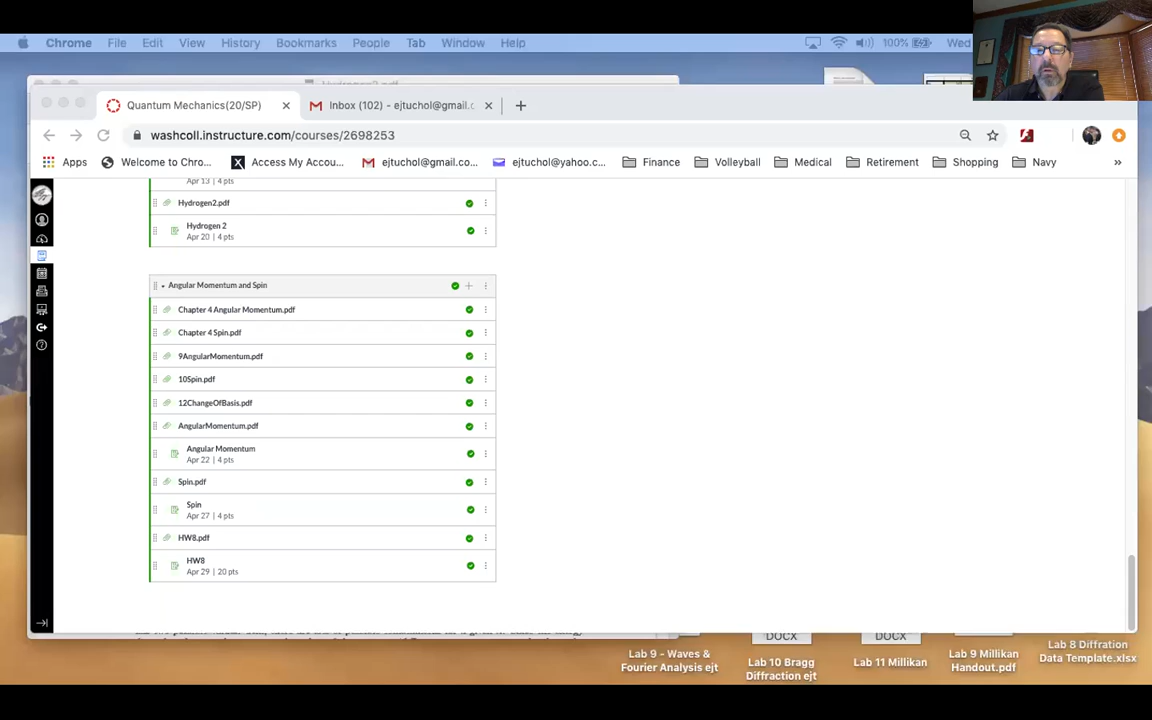 Chrome File Edit View History Bookmarks People Tab Window Help 100% Wed
Hydrogen2.pdf
Quantum Mechanics(20/SP) Inbox (102) - ejtuchol@gmail.c
washcoll.instructure.com/courses/2698253
Apps Welcome to Chro... Access My Accou... ejtuchol@gmail.co... ejtuchol@yahoo.c... Finance Volleyball Medical Retirement Shopping Navy »
Apr 13 | 4 pts
Hydrogen2.pdf
Hydrogen 2
Apr 20 | 4 pts
Angular Momentum and Spin
Chapter 4 Angular Momentum.pdf
Chapter 4 Spin.pdf
9AngularMomentum.pdf
10Spin.pdf
12ChangeOfBasis.pdf
AngularMomentum.pdf
Angular Momentum
Apr 22 | 4 pts
Spin.pdf
Spin
Apr 27 | 4 pts
HW8.pdf
HW8
Apr 29 | 20 pts
DOCX DOCX
Lab 9 - Waves &
Fourier Analysis ejt
Lab 10 Bragg
Diffraction ejt
Lab 11 Millikan
Lab 9 Millikan
Handout.pdf
Lab 8 Diffration
Data Template.xlsx